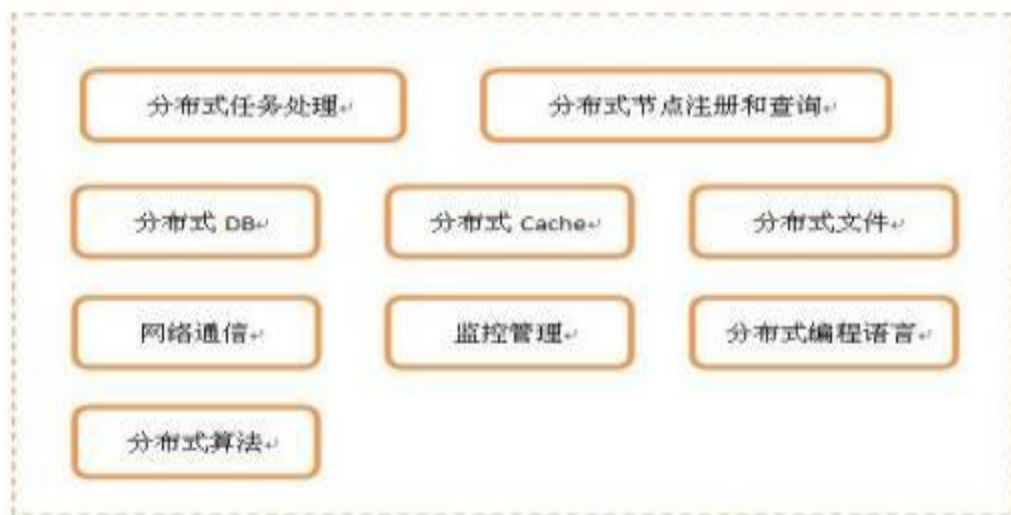 分布式任务处理 分布式节点注册和查询
分布式 DB 分布式 Cache 分布式文件
网络通信 监控管理 分布式编程语言
分布式算法